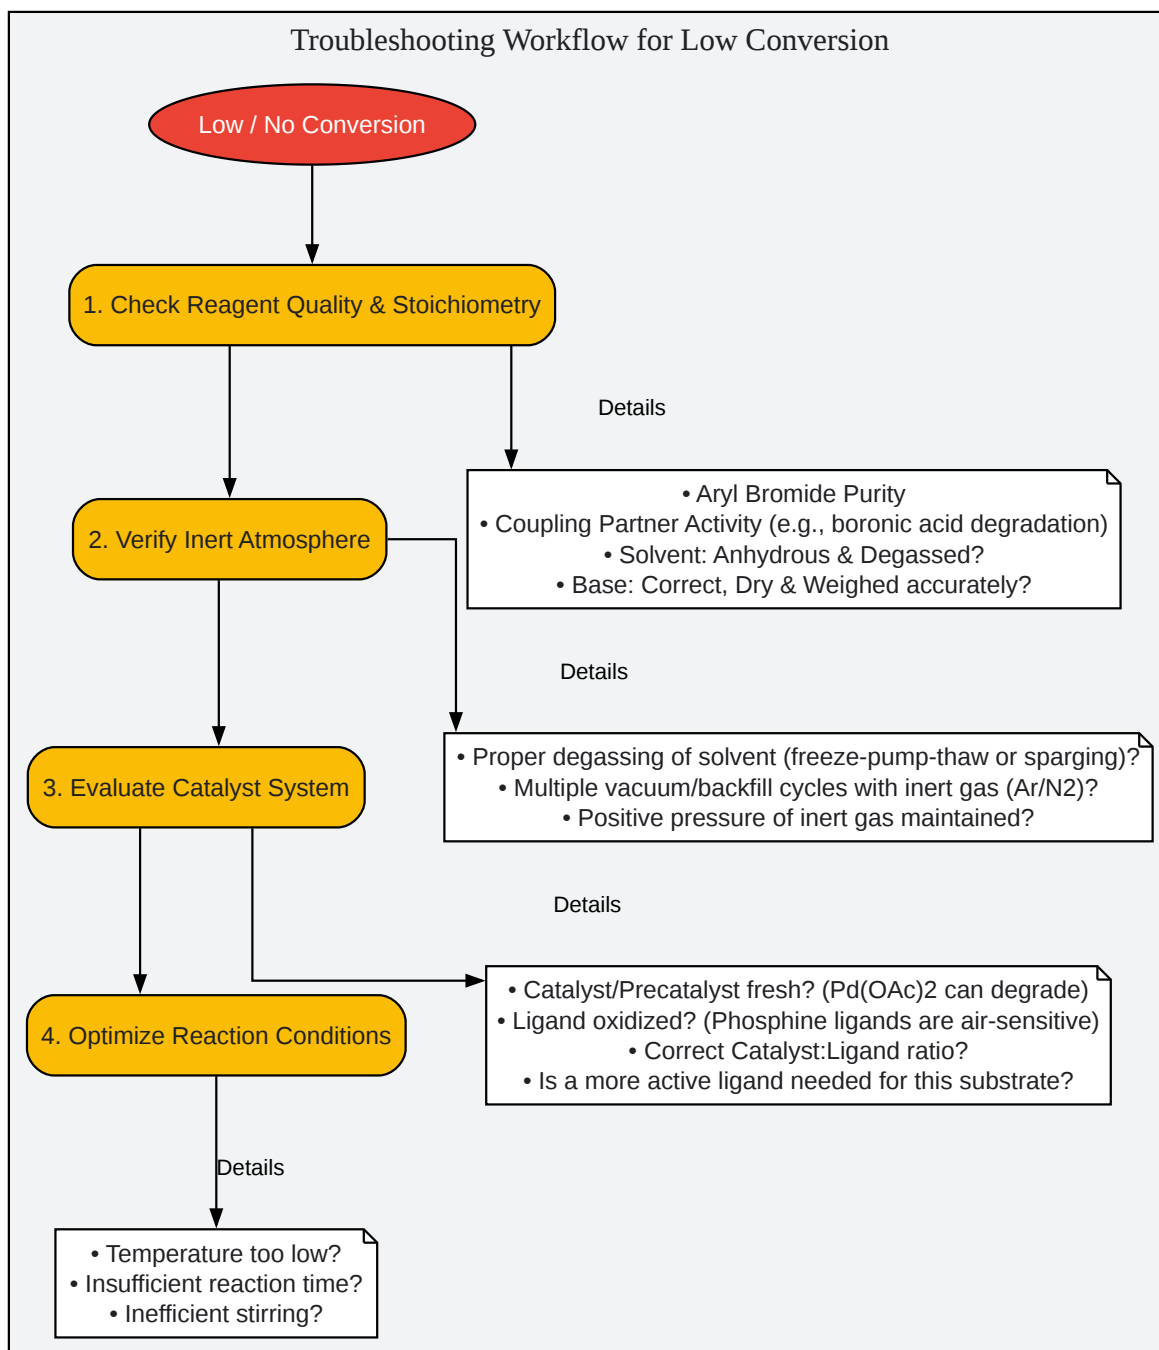 Troubleshooting Workflow for Low Conversion
Low / No Conversion
1. Check Reagent Quality & Stoichiometry
Details
• Aryl Bromide Purity
• Coupling Partner Activity (e.g., boronic acid degradation)
• Solvent: Anhydrous & Degassed?
• Base: Correct, Dry & Weighed accurately?
2. Verify Inert Atmosphere
Details
• Proper degassing of solvent (freeze-pump-thaw or sparging)?
• Multiple vacuum/backfill cycles with inert gas (Ar/N2)?
• Positive pressure of inert gas maintained?
3. Evaluate Catalyst System
Details
• Catalyst/Precatalyst fresh? (Pd(OAc)2 can degrade)
• Ligand oxidized? (Phosphine ligands are air-sensitive)
• Correct Catalyst:Ligand ratio?
• Is a more active ligand needed for this substrate?
4. Optimize Reaction Conditions
Details
• Temperature too low?
• Insufficient reaction time?
• Inefficient stirring?